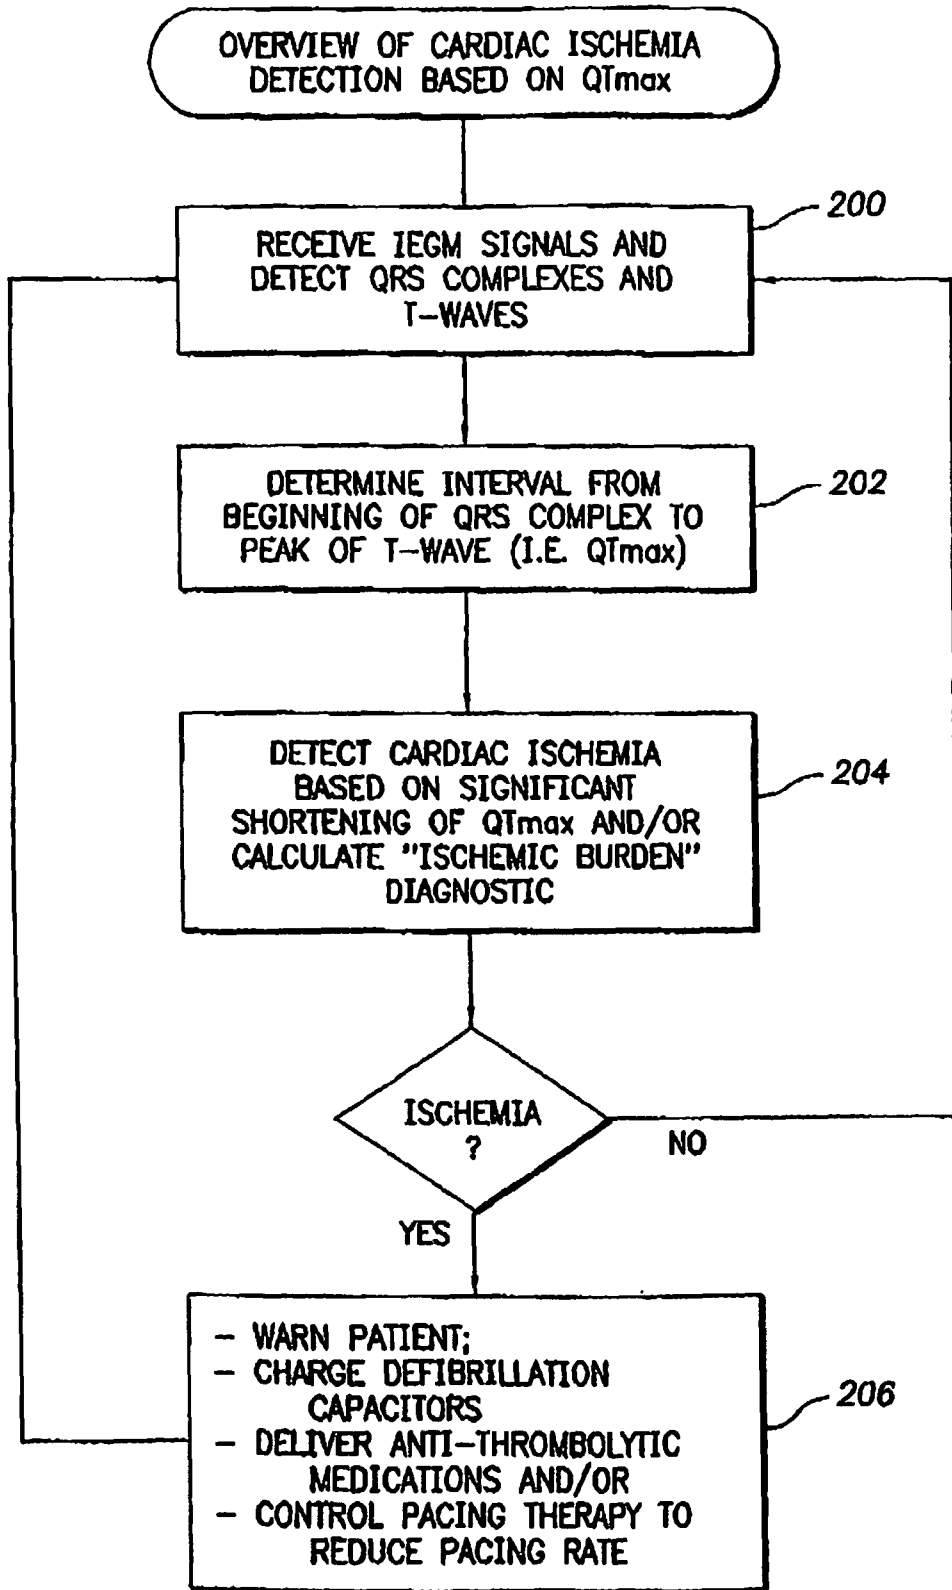 OVERVIEW OF CARDIAC ISCHEMIA
DETECTION BASED ON QTmax
200
RECEIVE IEGM SIGNALS AND
DETECT QRS COMPLEXES AND
T-WAVES
202
DETERMINE INTERVAL FROM
BEGINNING OF QRS COMPLEX TO
PEAK OF T-WAVE (I.E. QTmax)
204
DETECT CARDIAC ISCHEMIA
BASED ON SIGNIFICANT
SHORTENING OF QTmax AND/OR
CALCULATE "ISCHEMIC BURDEN"
DIAGNOSTIC
ISCHEMIA
?
NO
YES
206
- WARN PATIENT;
- CHARGE DEFIBRILLATION
CAPACITORS
- DELIVER ANTI-THROMBOLYTIC
MEDICATIONS AND/OR
- CONTROL PACING THERAPY TO
REDUCE PACING RATE